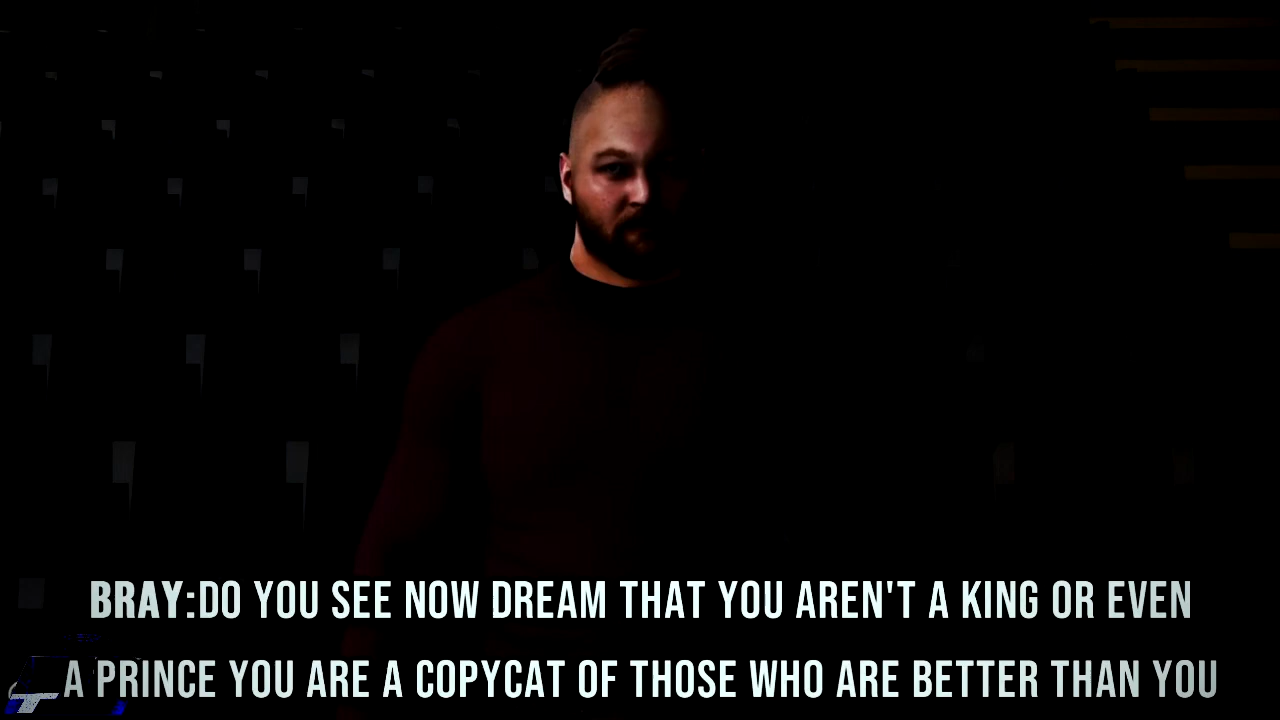 BRAY:DO YOU SEE NOW DREAM THAT YOU AREN'T A KING OR EVEN
A PRINCE YOU ARE A COPYCAT OF THOSE WHO ARE BETTER THAN YOU